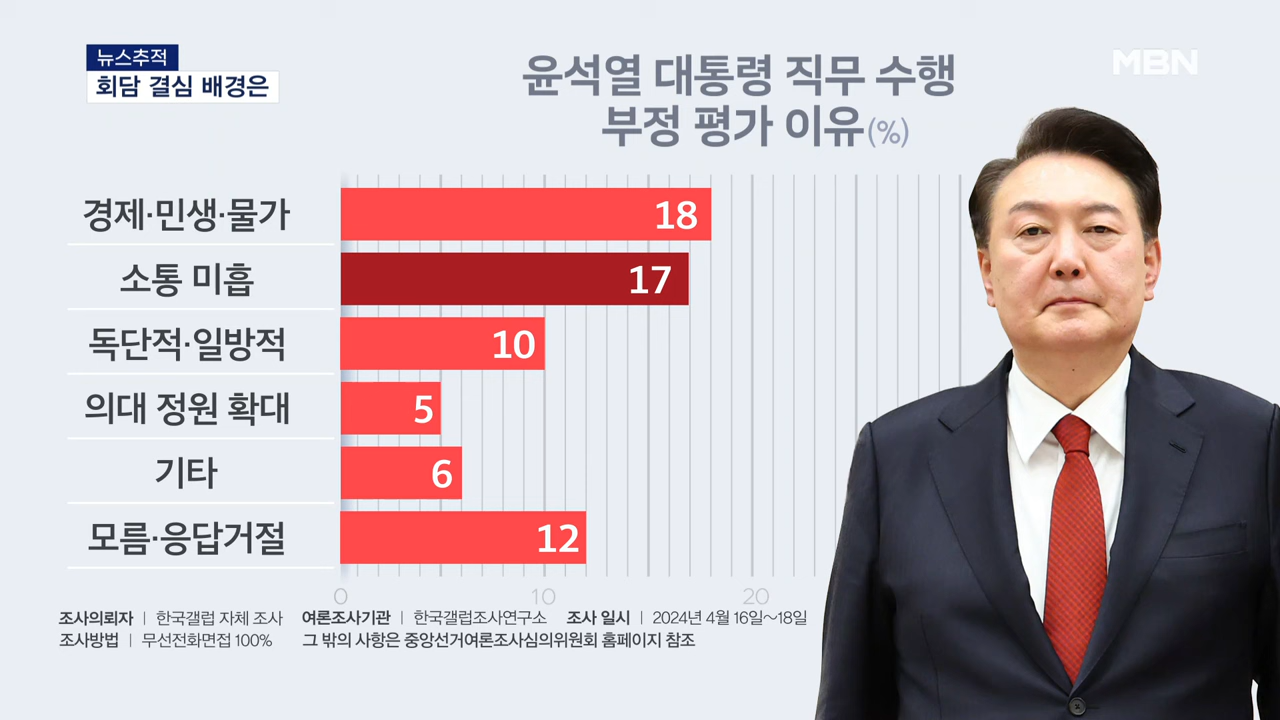 뉴스추적
회담 결심 배경은
MBN
윤석열 대통령 직무 수행
부정 평가 이유(%)
경제·민생·물가 18
소통 미흡 17
독단적·일방적 10
의대 정원 확대 5
기타 6
모름·응답거절 12
0 10 20
조사의뢰자 | 한국갤럽 자체 조사 여론조사기관 | 한국갤럽조사연구소 조사 일시 | 2024년 4월 16일~18일
조사방법 | 무선전화면접 100% 그 밖의 사항은 중앙선거여론조사심의위원회 홈페이지 참조